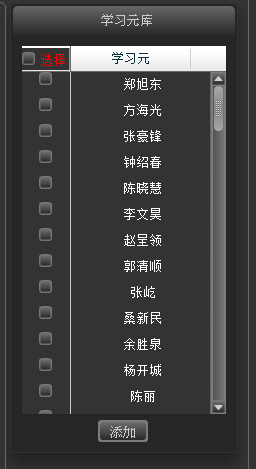 学习元库
选择 学习元
郑旭东
方海光
张豪锋
钟绍春
陈晓慧
李文昊
赵呈领
郭清顺
张屹
桑新民
余胜泉
杨开城
陈丽
添加